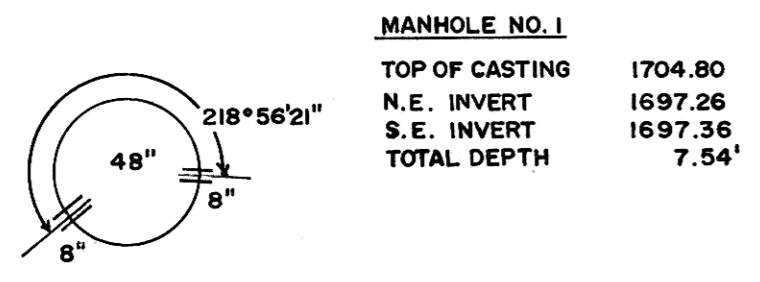 MANHOLE NO. 1
TOP OF CASTING 1704.80
N.E. INVERT 1697.26
S.E. INVERT 1697.36
TOTAL DEPTH 7.54'
218°56'21"
48"
8"
8"